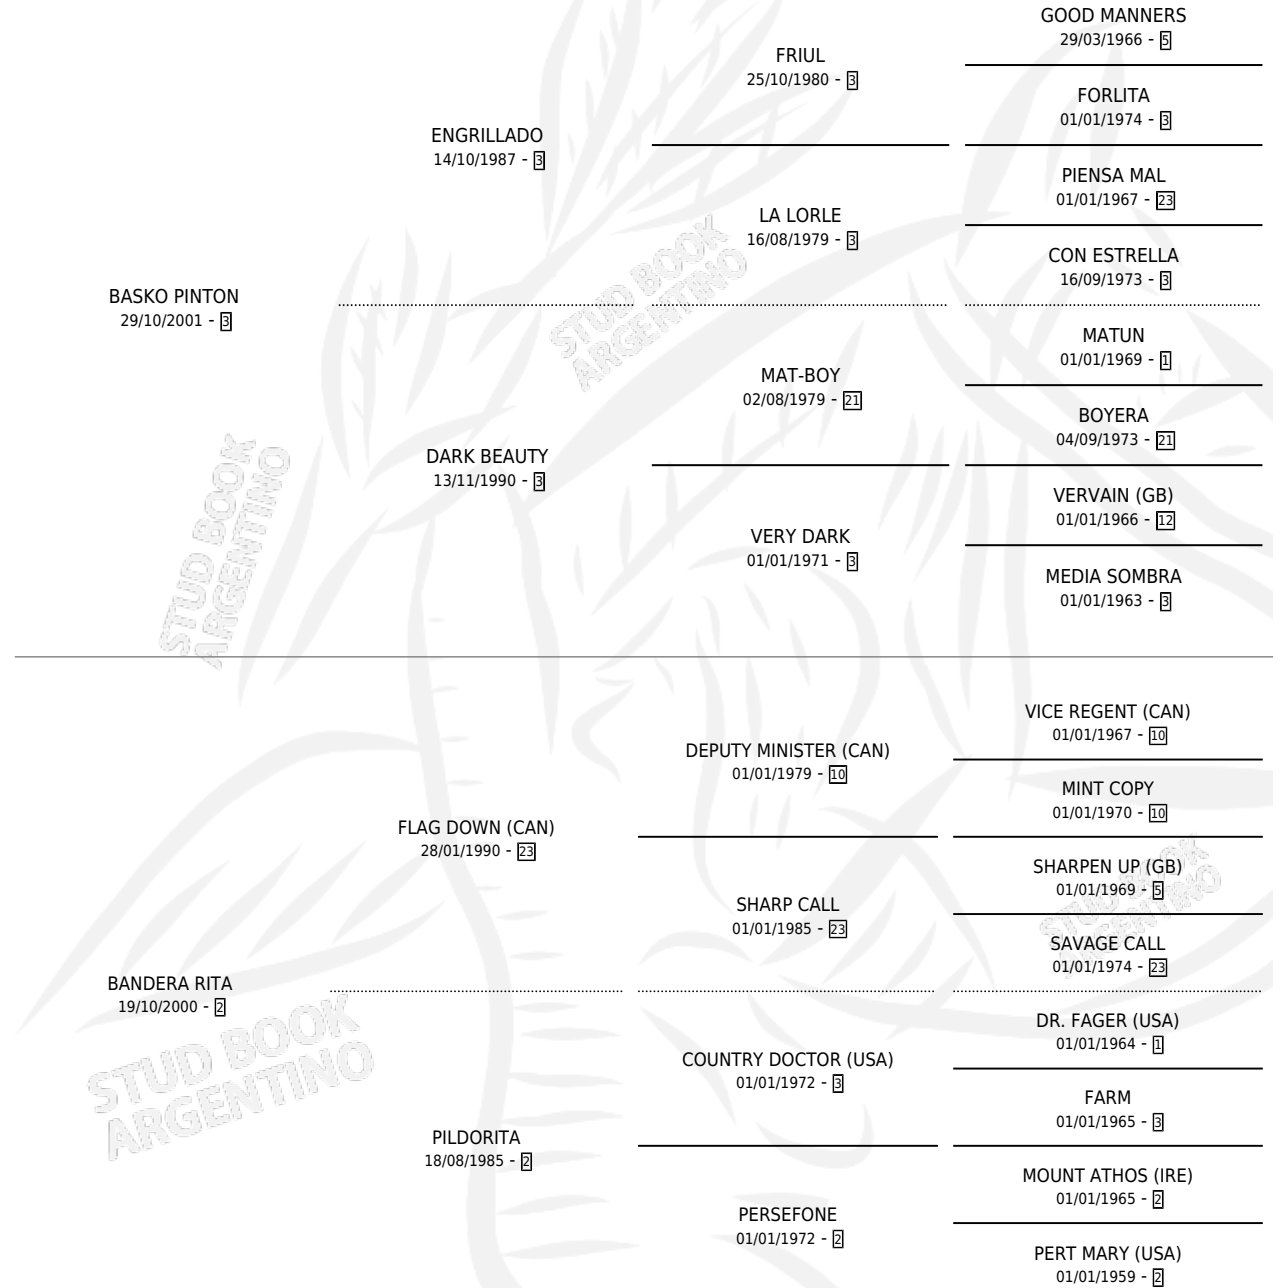 GOOD MANNERS
29/03/1966 - 5
FRIUL
25/10/1980 - 3
FORLITA
01/01/1974 - 3
ENGRILLADO
14/10/1987 - 3
PIENSA MAL
01/01/1967 - 23
LA LORLE
16/08/1979 - 3
CON ESTRELLA
16/09/1973 - 3
BASKO PINTON
29/10/2001 - 3
STUD BOOK
ARGENTINO
MATUN
01/01/1969 - 1
MAT-BOY
02/08/1979 - 21
BOYERA
04/09/1973 - 21
DARK BEAUTY
13/11/1990 - 3
VERVAIN (GB)
01/01/1966 - 12
VERY DARK
01/01/1971 - 3
MEDIA SOMBRA
01/01/1963 - 3
STUD BOOK
ARGENTINO
VICE REGENT (CAN)
01/01/1967 - 10
DEPUTY MINISTER (CAN)
01/01/1979 - 10
MINT COPY
01/01/1970 - 10
FLAG DOWN (CAN)
28/01/1990 - 23
SHARPEN UP (GB)
01/01/1969 - 5
SHARP CALL
01/01/1985 - 23
SAVAGE CALL
01/01/1974 - 23
STUD BOOK
ARGENTINO
BANDERA RITA
19/10/2000 - 2
DR. FAGER (USA)
01/01/1964 - 1
COUNTRY DOCTOR (USA)
01/01/1972 - 3
FARM
01/01/1965 - 3
STUD BOOK
ARGENTINO
PILDORITA
18/08/1985 - 2
MOUNT ATHOS (IRE)
01/01/1965 - 2
PERSEFONE
01/01/1972 - 2
PERT MARY (USA)
01/01/1959 - 2